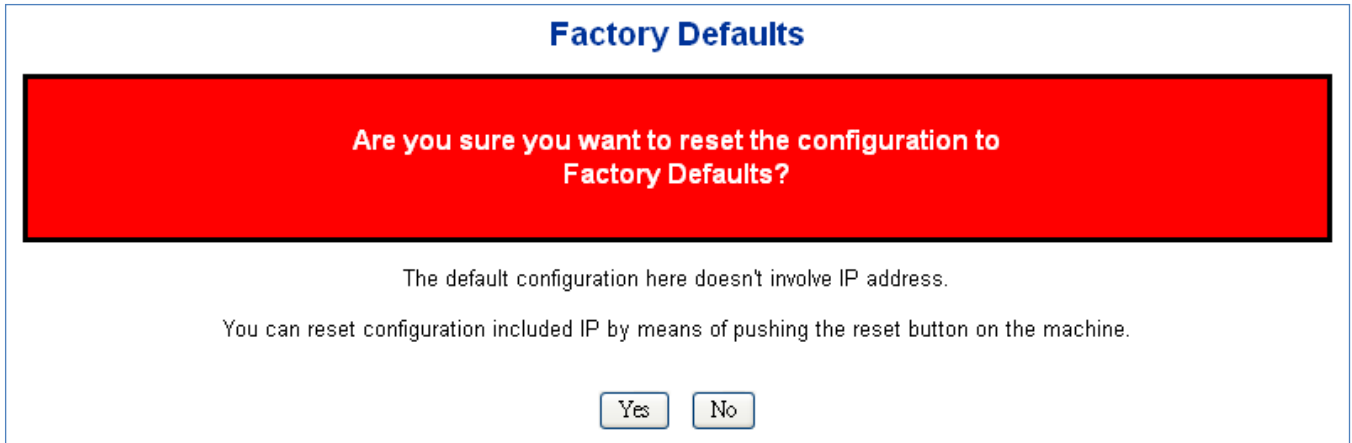 Factory Defaults
Are you sure you want to reset the configuration to
Factory Defaults?
The default configuration here doesn't involve IP address.
You can reset configuration included IP by means of pushing the reset button on the machine.
Yes No